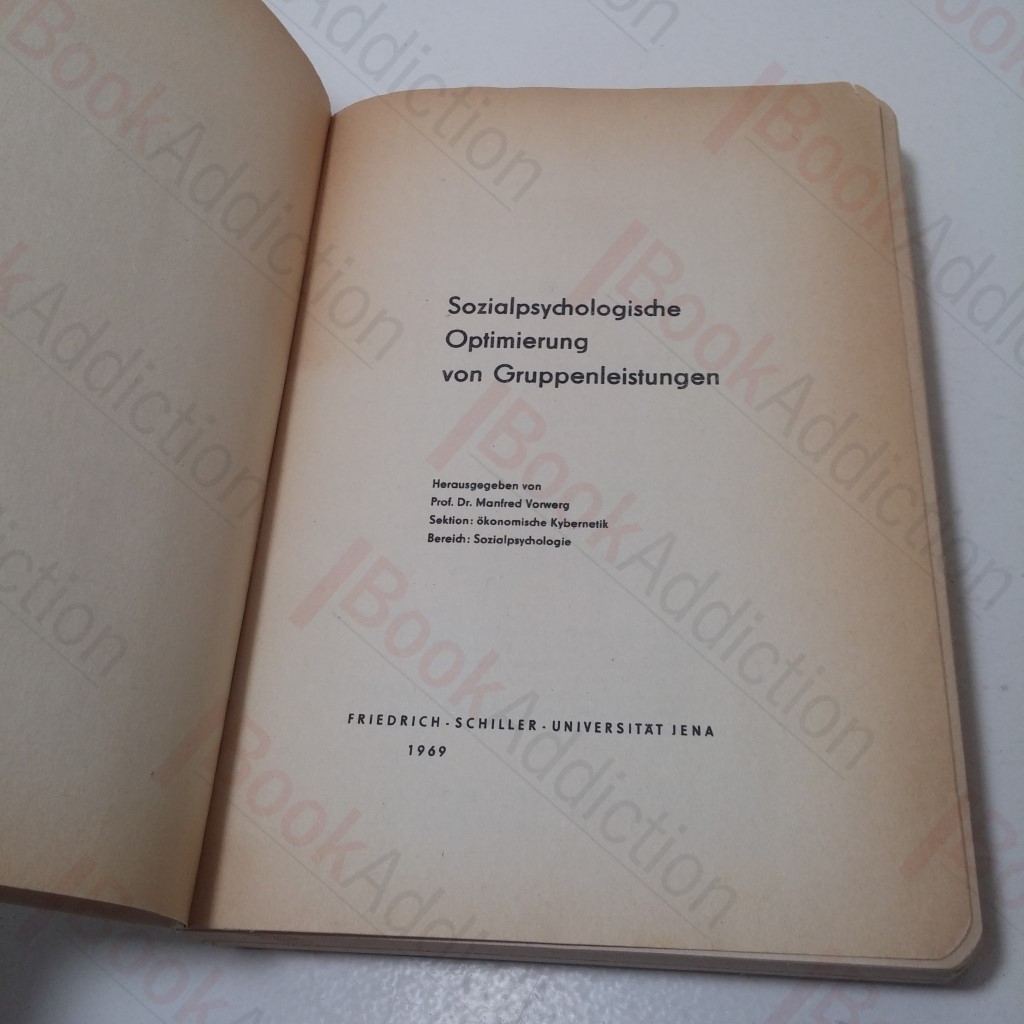 Sozialpsychologische
Optimierung
von Gruppenleistungen
Herausgegeben von
Prof. Dr. Manfred Vorwerg
Sektion: ökonomische Kybernetik
Bereich: Sozialpsychologie
FRIEDRICH-SCHILLER-UNIVERSITÄT JENA
1969
BookAddiction